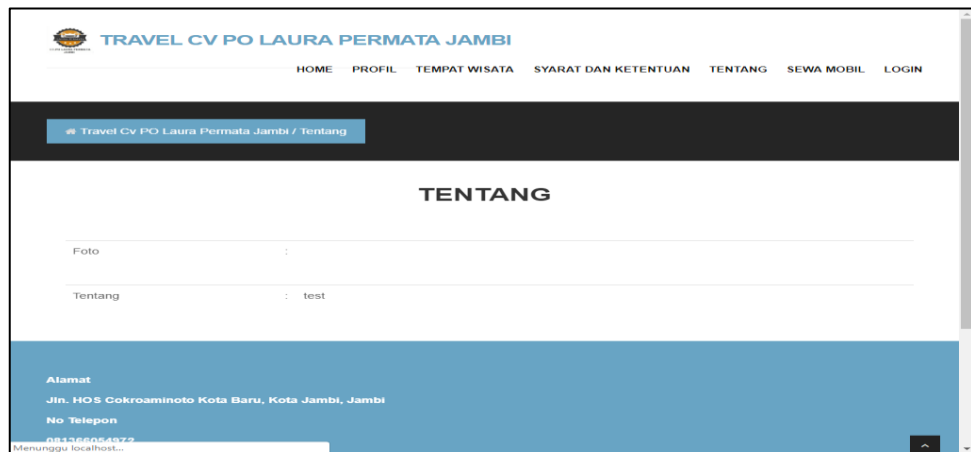 TRAVEL CV PO LAURA PERMATA JAMBI
HOME PROFIL TEMPAT WISATA SYARAT DAN KETENTUAN TENTANG SEWA MOBIL LOGIN
Travel Cv PO Laura Permata Jambi / Tentang
TENTANG
Foto :
Tentang : test
Alamat
Jln. HOS Cokroaminoto Kota Baru, Kota Jambi, Jambi
No Telepon
081366054972
Menunggu localhost...